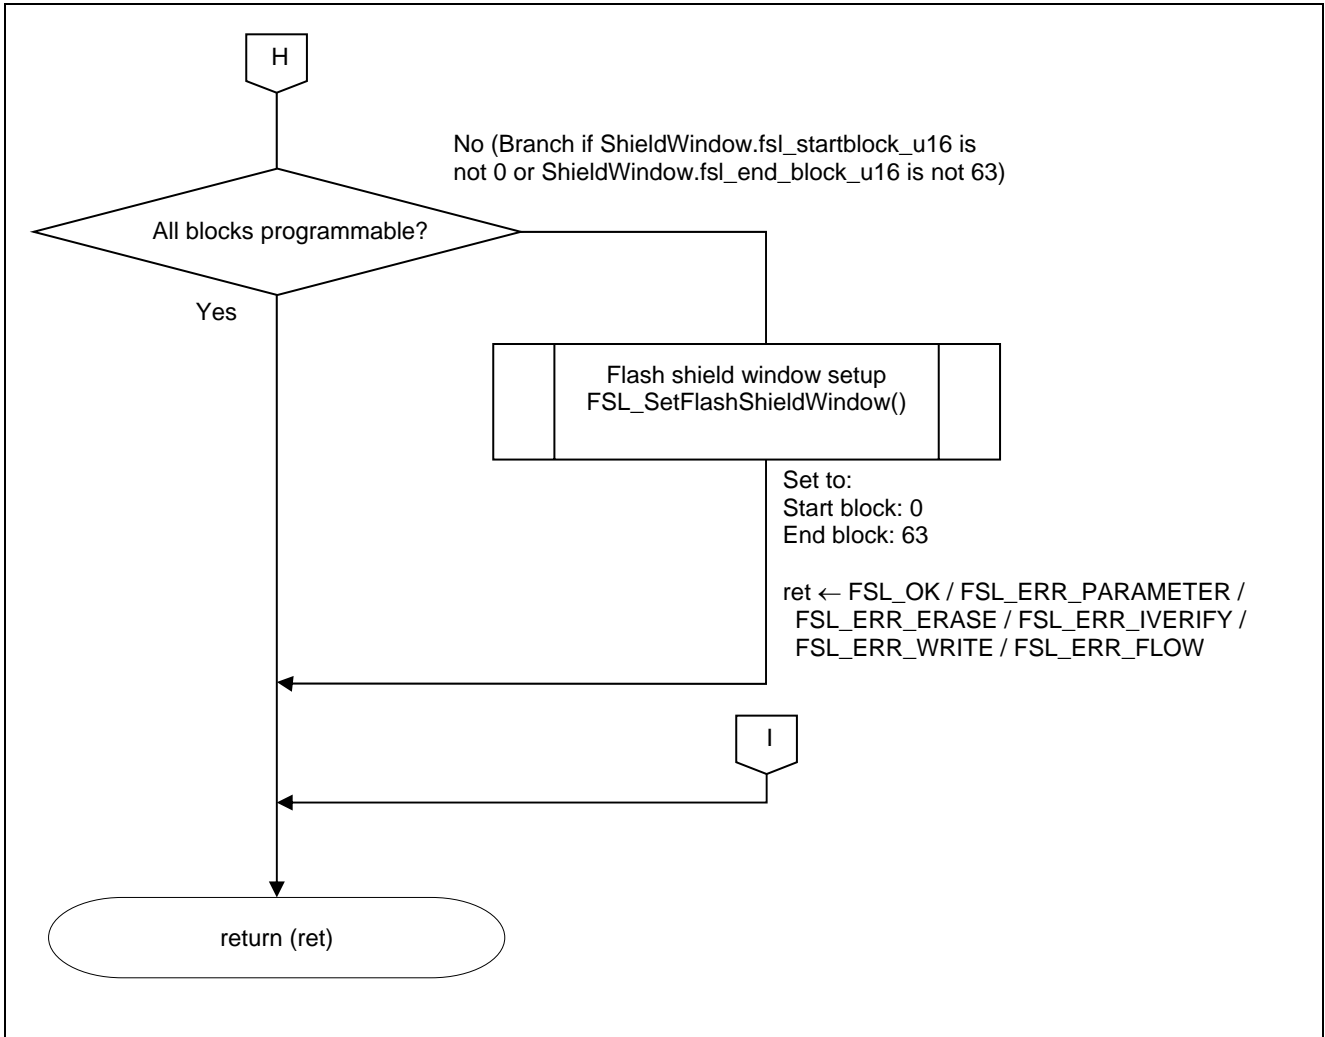 H
No (Branch if ShieldWindow.fsl_startblock_u16 is
not 0 or ShieldWindow.fsl_end_block_u16 is not 63)
All blocks programmable?
Yes
Flash shield window setup
FSL_SetFlashShieldWindow()
Set to:
Start block: 0
End block: 63
ret ← FSL_OK / FSL_ERR_PARAMETER /
FSL_ERR_ERASE / FSL_ERR_IVERIFY /
FSL_ERR_WRITE / FSL_ERR_FLOW
I
return (ret)